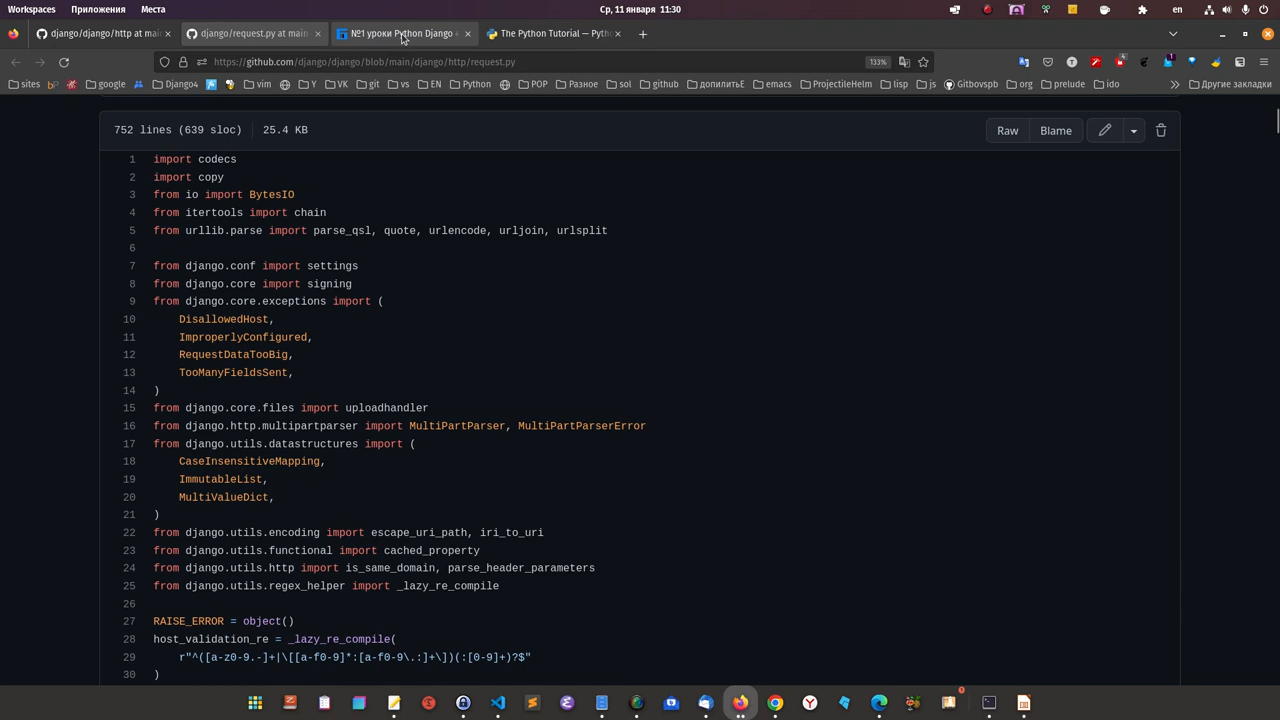 Workspaces Приложения Места Ср, 11 января 11:30 en
django/django/http at main django/request.py at main №1 уроки Python Django The Python Tutorial — Pyth
https://github.com/django/django/blob/main/django/http/request.py 133%
sites google Django4 vim Y VK git vs EN Python POP Разное sol github допилитьE emacs ProjectileHelm lisp js Gitbovspb org prelude ido Другие закладки
752 lines (639 sloc) 25.4 KB Raw Blame
1 import codecs
2 import copy
3 from io import BytesIO
4 from itertools import chain
5 from urllib.parse import parse_qsl, quote, urlencode, urljoin, urlsplit
6
7 from django.conf import settings
8 from django.core import signing
9 from django.core.exceptions import (
10 DisallowedHost,
11 ImproperlyConfigured,
12 RequestDataTooBig,
13 TooManyFieldsSent,
14 )
15 from django.core.files import uploadhandler
16 from django.http.multipartparser import MultiPartParser, MultiPartParserError
17 from django.utils.datastructures import (
18 CaseInsensitiveMapping,
19 ImmutableList,
20 MultiValueDict,
21 )
22 from django.utils.encoding import escape_uri_path, iri_to_uri
23 from django.utils.functional import cached_property
24 from django.utils.http import is_same_domain, parse_header_parameters
25 from django.utils.regex_helper import _lazy_re_compile
26
27 RAISE_ERROR = object()
28 host_validation_re = _lazy_re_compile(
29 r"^([a-z0-9.-]+|\[[a-f0-9]*:[a-f0-9\.:]+\])(:[0-9]+)?$"
30 )